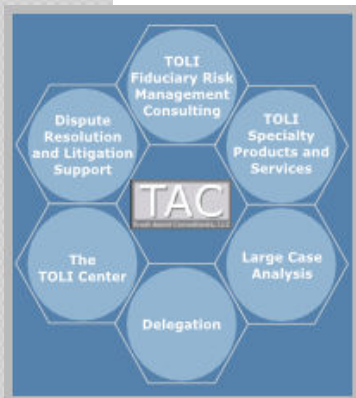 TOLI
Fiduciary Risk
Management
Consulting
TOLI
Specialty
Products and
Services
Large Case
Analysis
Delegation
The
TOLI Center
Dispute
Resolution
and Litigation
Support
TAC